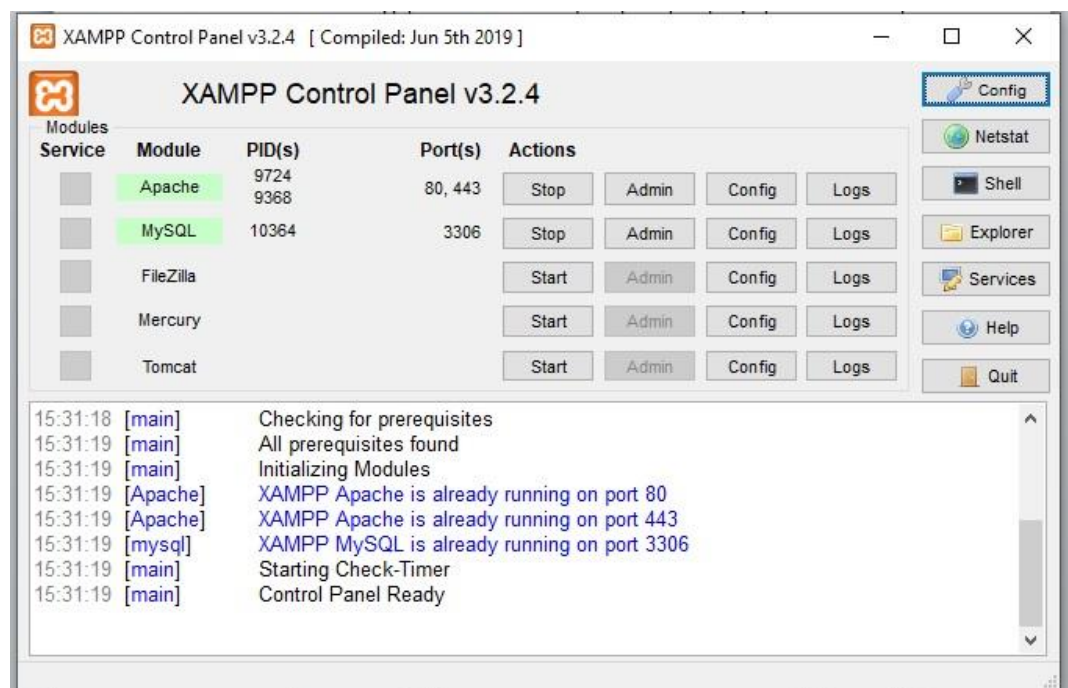 XAMPP Control Panel v3.2.4 [ Compiled: Jun 5th 2019 ]
XAMPP Control Panel v3.2.4
Config
Modules
Netstat
Service Module PID(s) Port(s) Actions
Apache 9724 9368 80, 443 Stop Admin Config Logs
Shell
MySQL 10364 3306 Stop Admin Config Logs
Explorer
FileZilla Start Admin Config Logs
Services
Mercury Start Admin Config Logs
Help
Tomcat Start Admin Config Logs
Quit
15:31:18 [main] Checking for prerequisites
15:31:19 [main] All prerequisites found
15:31:19 [main] Initializing Modules
15:31:19 [Apache] XAMPP Apache is already running on port 80
15:31:19 [Apache] XAMPP Apache is already running on port 443
15:31:19 [mysql] XAMPP MySQL is already running on port 3306
15:31:19 [main] Starting Check-Timer
15:31:19 [main] Control Panel Ready